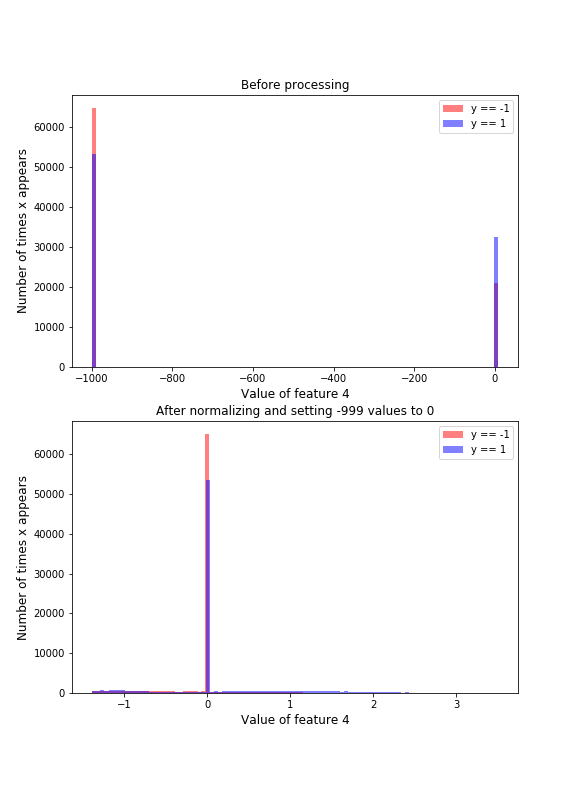 Before processing
y == -1
y == 1
Number of times x appears
60000
50000
40000
30000
20000
10000
0
−1000
−800
−600
−400
−200
0
Value of feature 4
After normalizing and setting -999 values to 0
y == -1
y == 1
Number of times x appears
60000
50000
40000
30000
20000
10000
0
−1
0
1
2
3
Value of feature 4